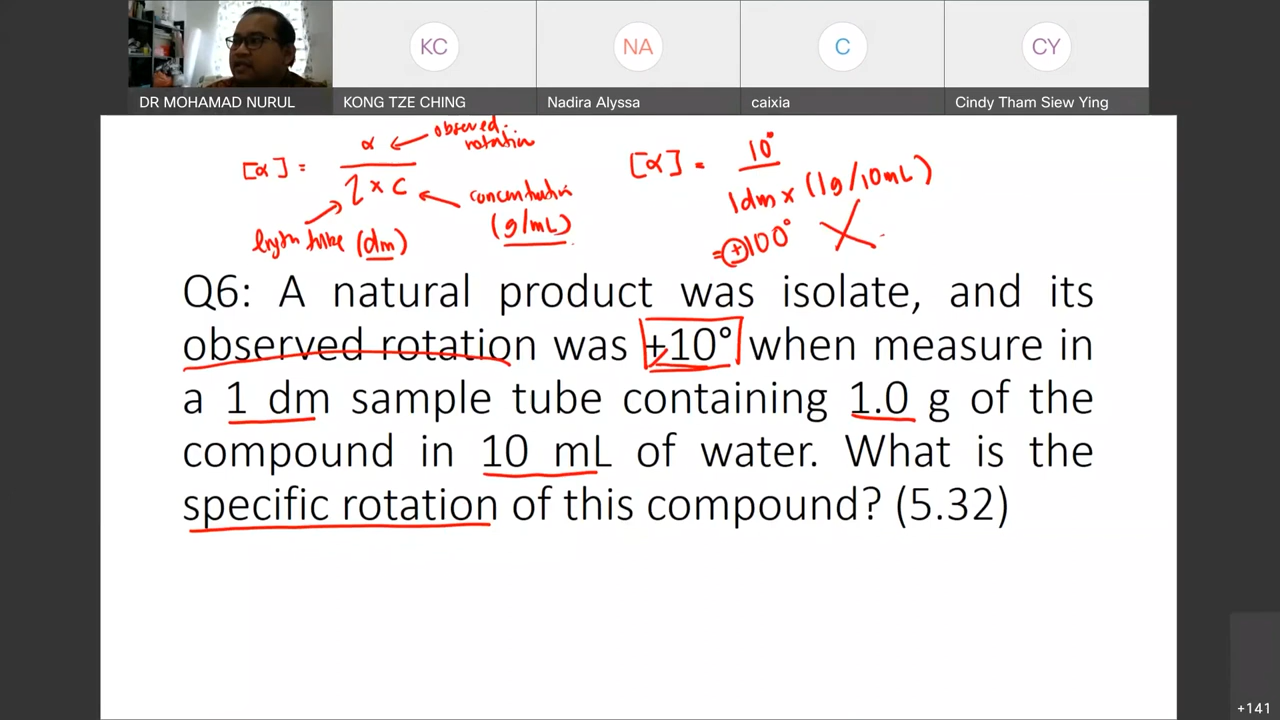 KC
NA
C
CY
DR MOHAMAD NURUL
KONG TZE CHING
Nadira Alyssa
caixia
Cindy Tham Siew Ying
[α] = α / l × c
observed rotation
length tube (dm)
concentration
(g/mL)
[α] = 10° / 1dm × (1g/10mL)
= +100°
Q6: A natural product was isolate, and its
observed rotation was +10° when measure in
a 1 dm sample tube containing 1.0 g of the
compound in 10 mL of water. What is the
specific rotation of this compound? (5.32)
+141